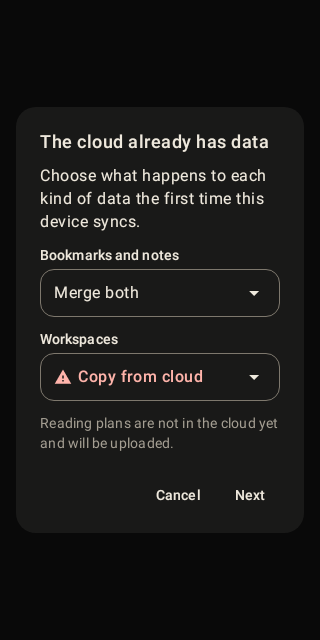 The cloud already has data
Choose what happens to each
kind of data the first time this
device syncs.
Bookmarks and notes
Merge both
Workspaces
Copy from cloud
Reading plans are not in the cloud yet
and will be uploaded.
Cancel Next